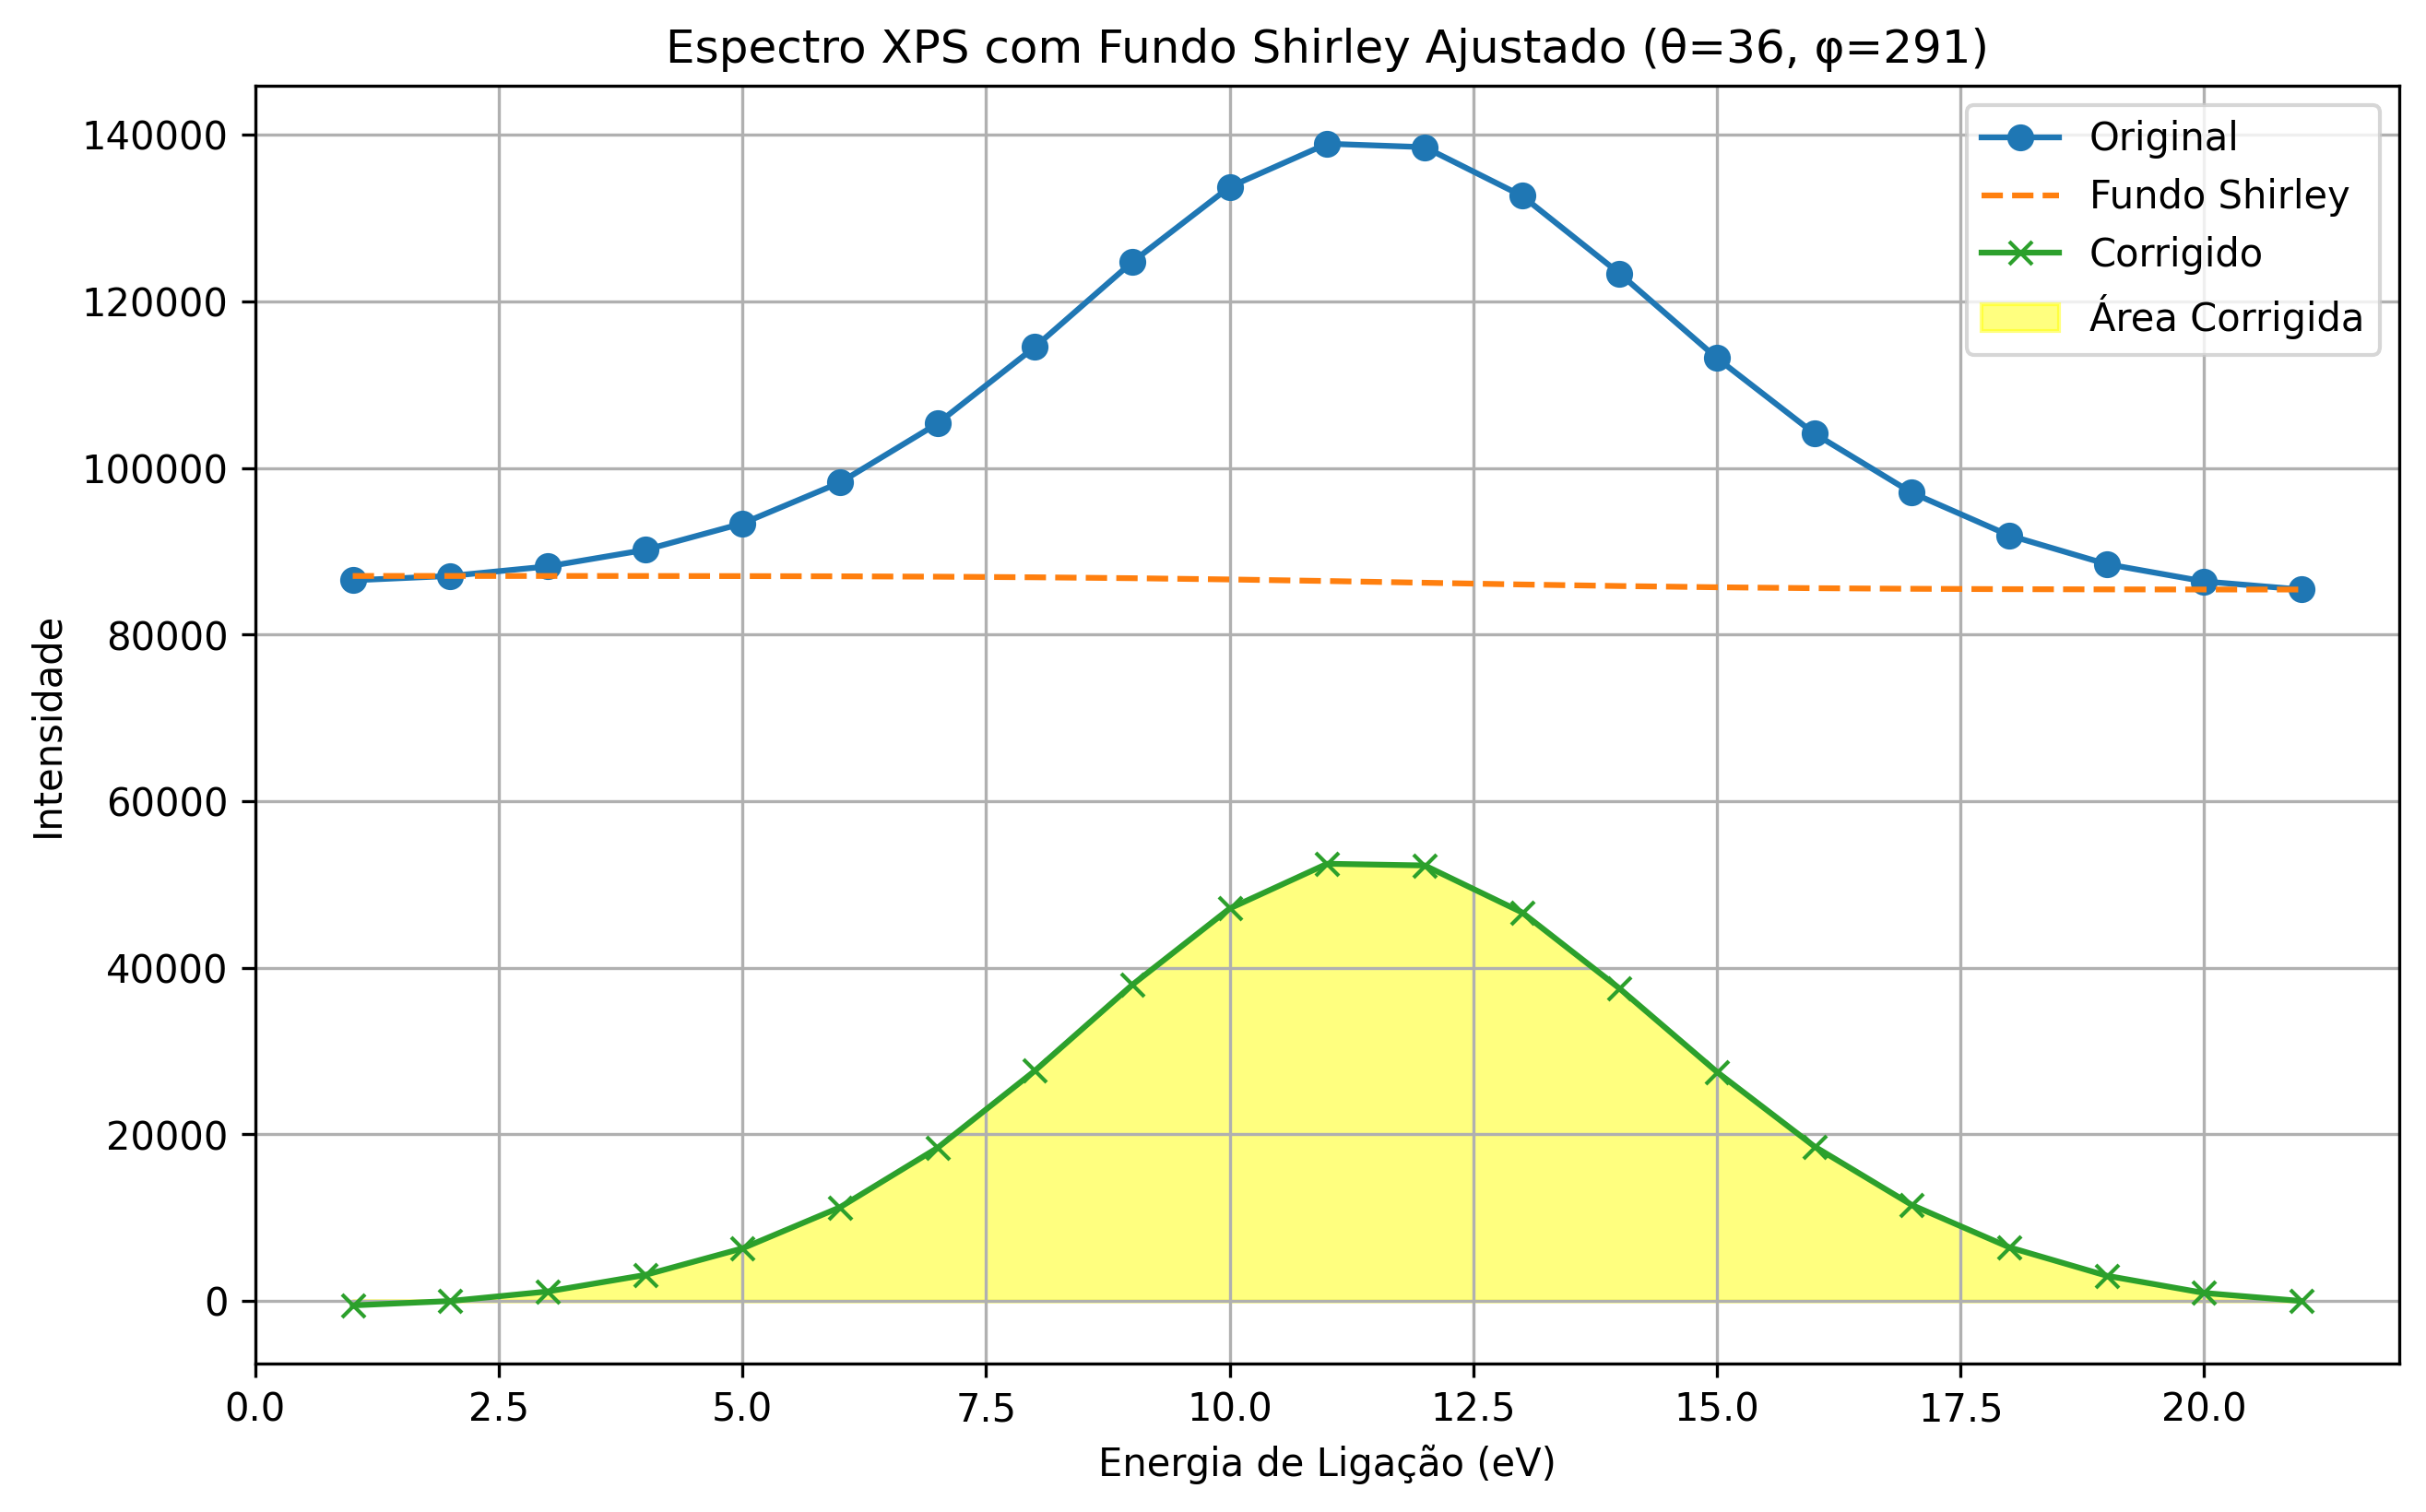 Espectro XPS com Fundo Shirley Ajustado (θ=36, φ=291)
Original
Fundo Shirley
Corrigido
Área Corrigida
Intensidade
140000
120000
100000
80000
60000
40000
20000
0
0.0 2.5 5.0 7.5 10.0 12.5 15.0 17.5 20.0
Energia de Ligação (eV)